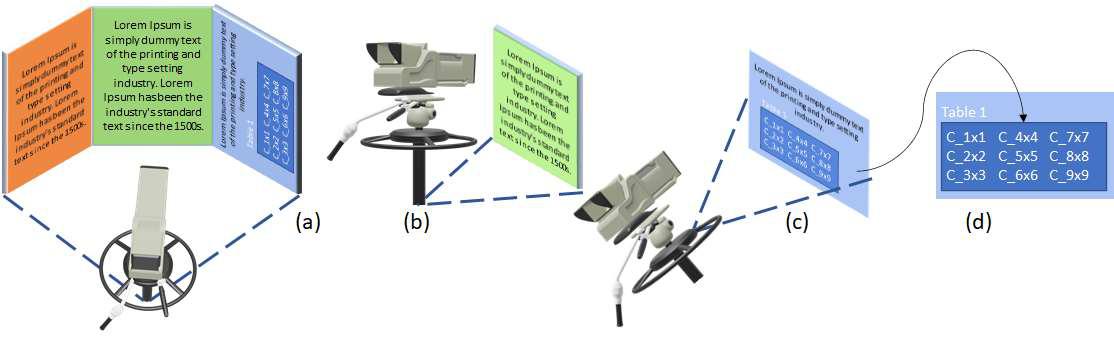 Lorem Ipsum is
simply dummy text
of the printing and
type setting
industry. Lorem
Ipsum has been the
industry's standard
text since the 1500s.
Lorem Ipsum is
simply dummy text
of the printing and
type setting
industry. Lorem
Ipsum hasbeen the
industry's standard
text since the 1500s.
Lorem Ipsum is simply dummy text
of the printing and type setting
industry.
Table 1
C_1x1 C_4x4 C_7x7
C_2x2 C_5x5 C_8x8
C_3x3 C_6x6 C_9x9
(a)
Lorem Ipsum is
simply dummy text
of the printing and
type setting
industry. Lorem
Ipsum hasbeen the
industry's standard
text since the 1500s.
(b)
Lorem Ipsum is simply dummy text
of the printing and type setting
industry.
Table 1
C_1x1 C_4x4 C_7x7
C_2x2 C_5x5 C_8x8
C_3x3 C_6x6 C_9x9
(c)
Table 1
C_1x1 C_4x4 C_7x7
C_2x2 C_5x5 C_8x8
C_3x3 C_6x6 C_9x9
(d)